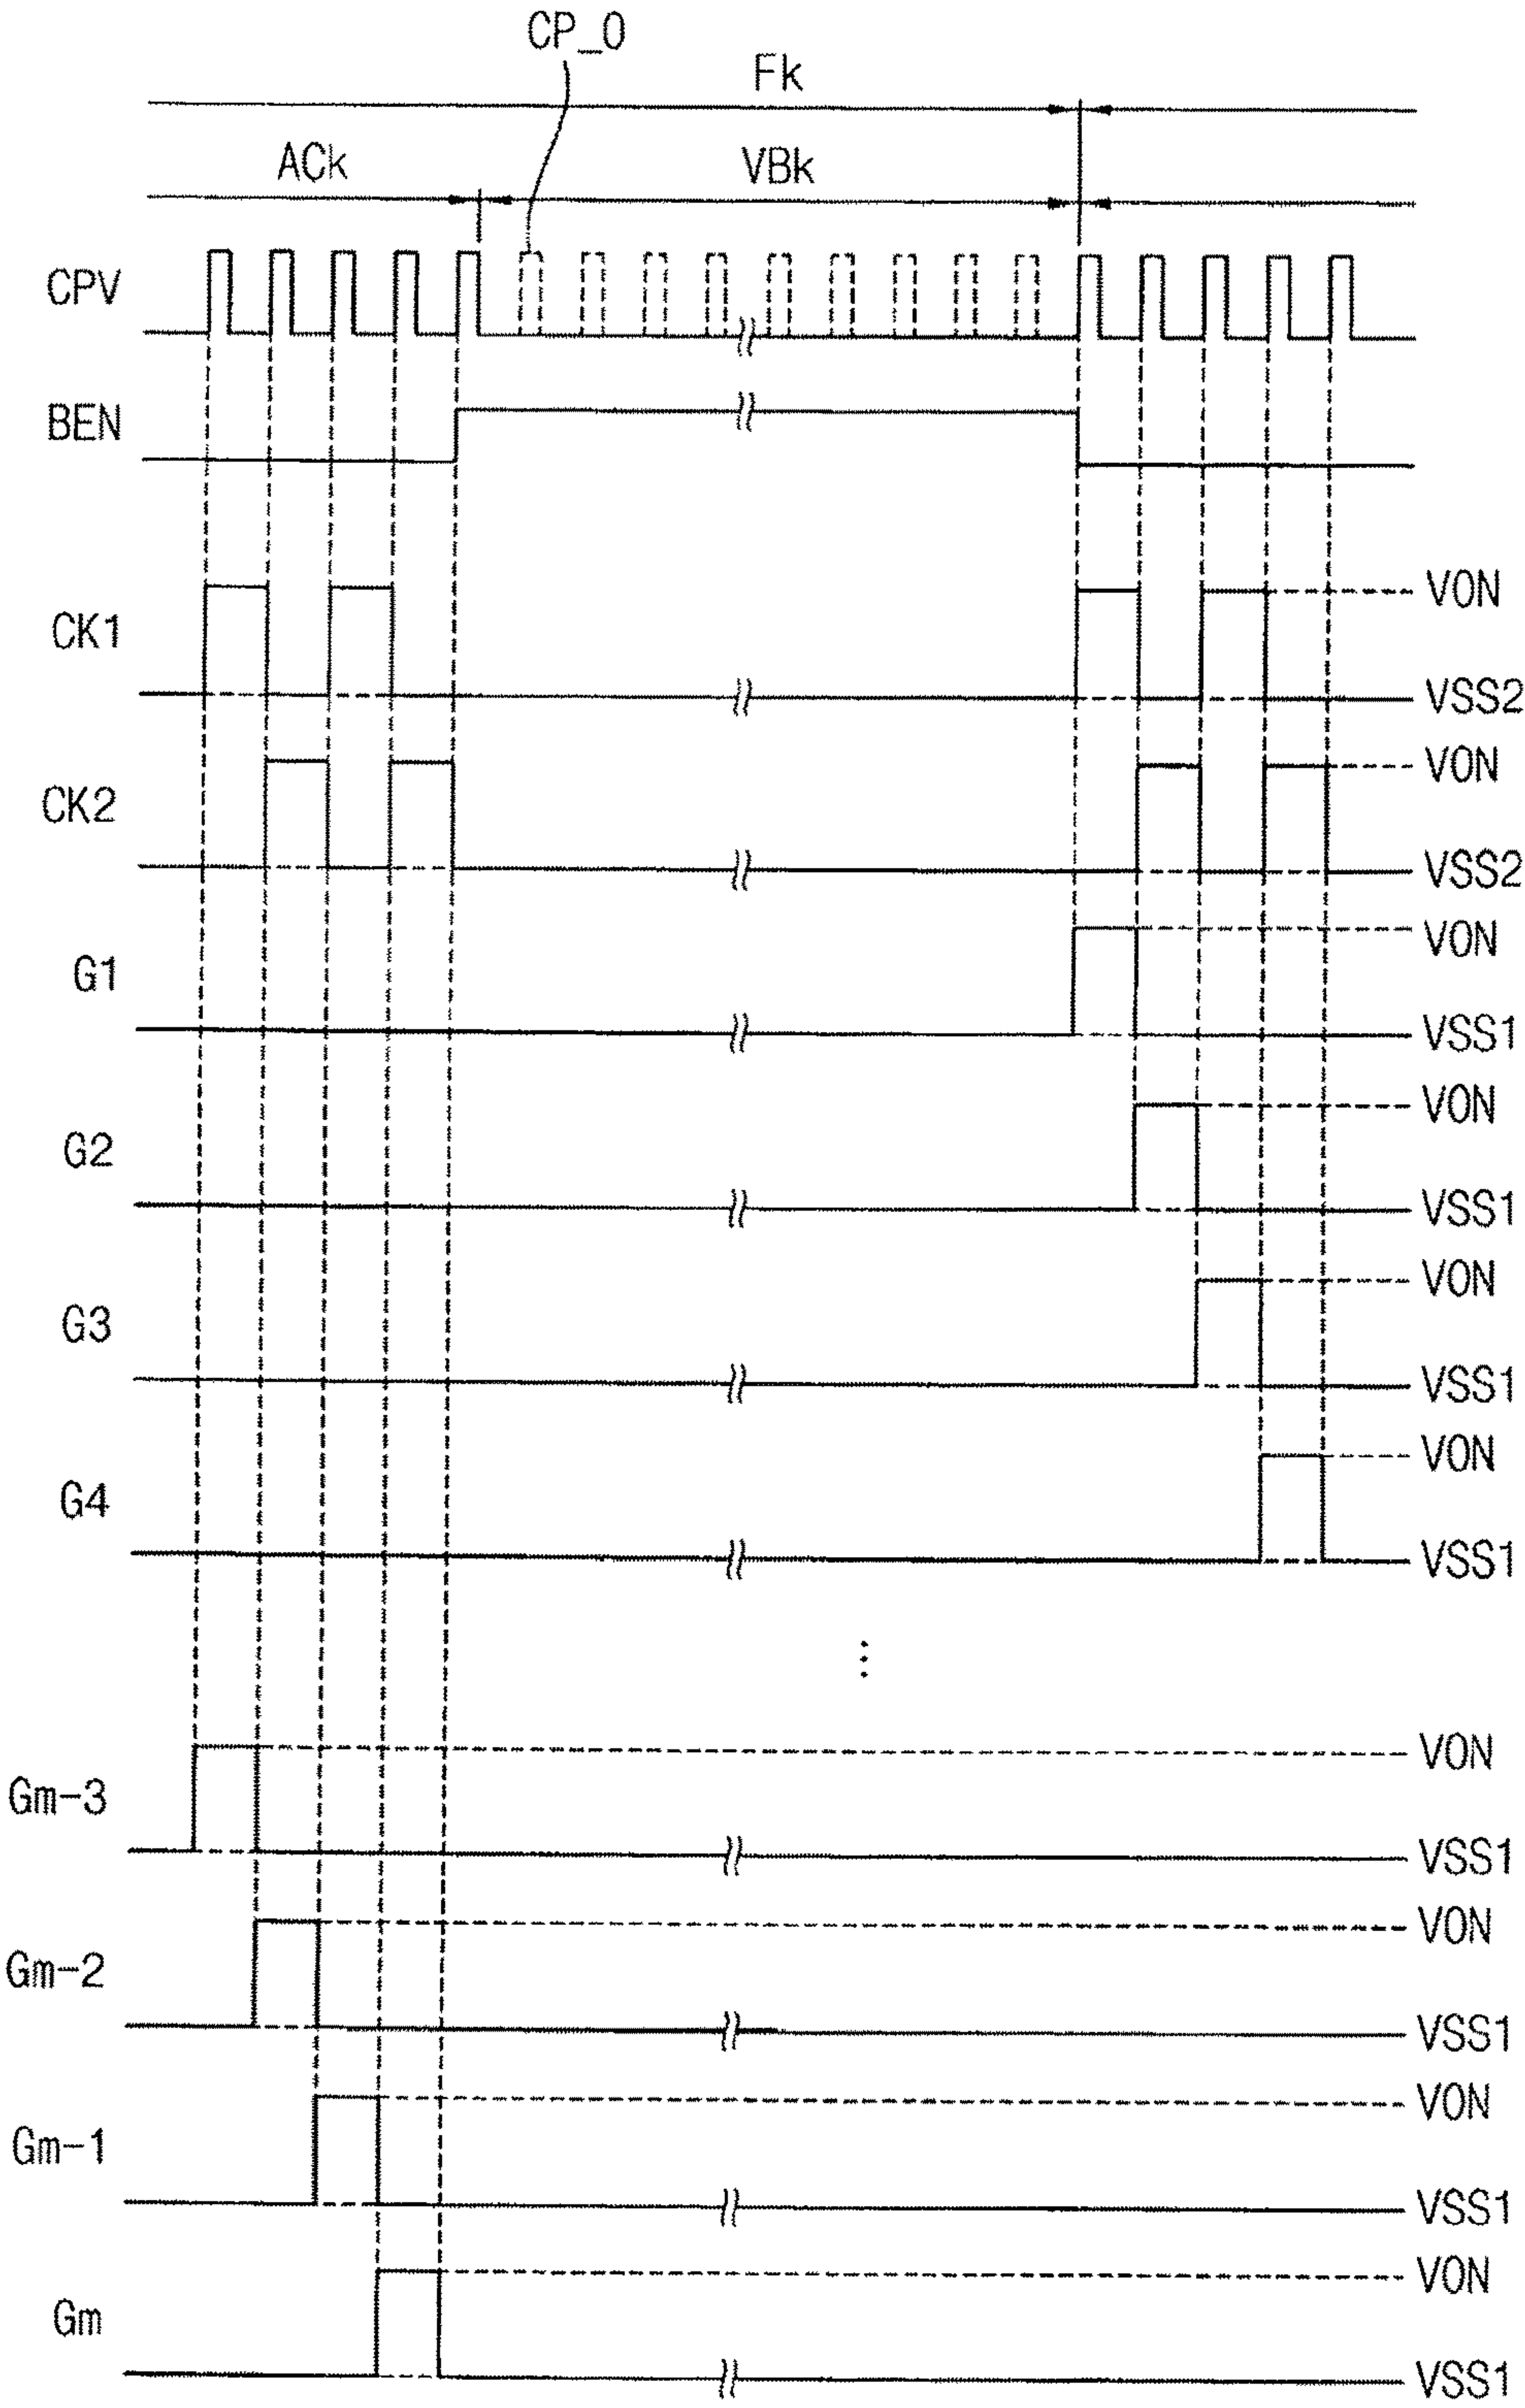 CP_0
Fk
ACk
VBk
CPV
BEN
VON
CK1
VSS2
VON
CK2
VSS2
VON
G1
VSS1
VON
G2
VSS1
VON
G3
VSS1
VON
G4
VSS1
VON
Gm-3
VSS1
VON
Gm-2
VSS1
VON
Gm-1
VSS1
VON
Gm
VSS1